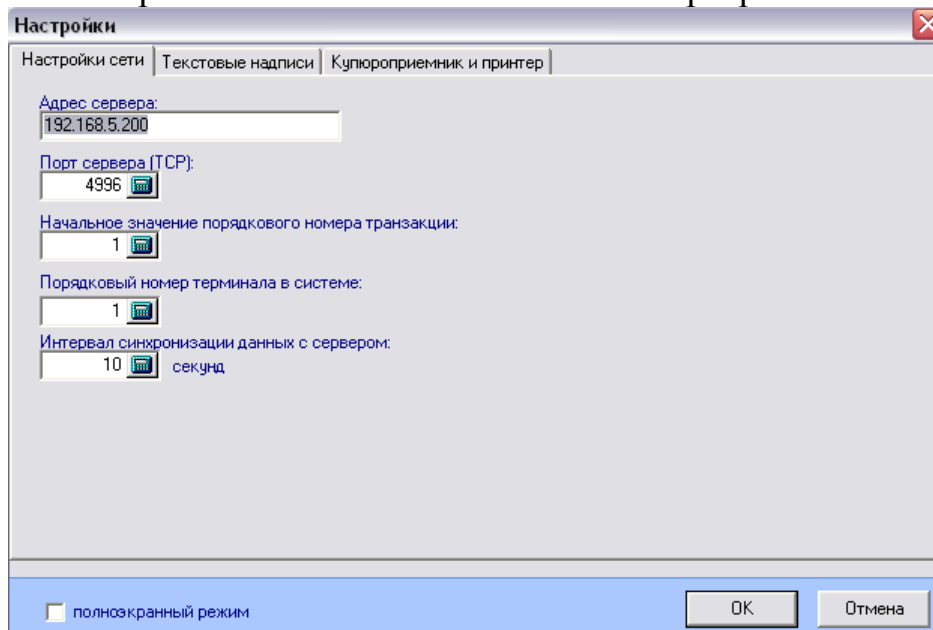 Настройки
Настройки сети Текстовые надписи Купюроприемник и принтер
Адрес сервера:
192.168.5.200
Порт сервера (TCP):
4996
Начальное значение порядкового номера транзакции:
1
Порядковый номер терминала в системе:
1
Интервал синхронизации данных с сервером:
10 секунд
полноэкранный режим OK Отмена